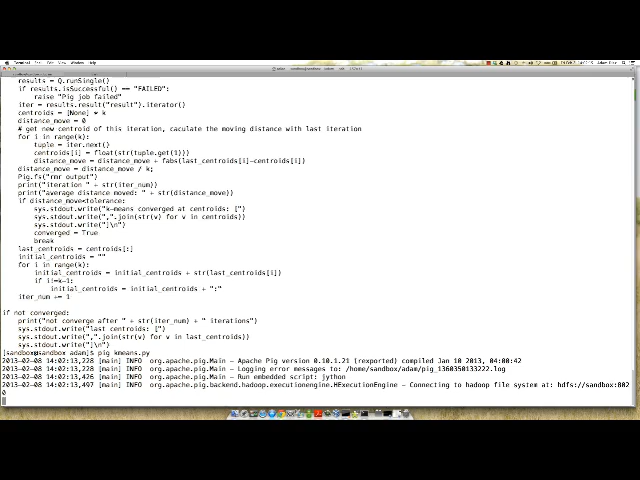 Terminal Shell Edit View Window Help
results = Q.runSingle()
if results.isSuccessful() == "FAILED":
raise "Pig job failed"
iter = results.result("result").iterator()
centroids = [None] * k
distance_move = 0
# get new centroid of this iteration, caculate the moving distance with last iteration
for i in range(k):
tuple = iter.next()
centroids[i] = float(str(tuple.get(1)))
distance_move = distance_move + fabs(last_centroids[i]-centroids[i])
distance_move = distance_move / k;
Pig.fs("rmr output")
print("iteration " + str(iter_num))
print("average distance moved: " + str(distance_move))
if distance_move<tolerance:
sys.stdout.write("k-means converged at centroids: [")
sys.stdout.write(",".join(str(v) for v in centroids))
sys.stdout.write("]\n")
converged = True
break
last_centroids = centroids[:]
initial_centroids = ""
for i in range(k):
initial_centroids = initial_centroids + str(last_centroids[i])
if i!=k-1:
initial_centroids = initial_centroids + ":"
iter_num += 1
if not converged:
print("not converge after " + str(iter_num) + " iterations")
sys.stdout.write("last centroids: [")
sys.stdout.write(",".join(str(v) for v in last_centroids))
sys.stdout.write("]\n")
[sandbox@sandbox adam]$ pig kmeans.py
2013-02-08 14:02:13,228 [main] INFO org.apache.pig.Main - Apache Pig version 0.10.1.21 (rexported) compiled Jan 10 2013, 04:00:42
2013-02-08 14:02:13,228 [main] INFO org.apache.pig.Main - Logging error messages to: /home/sandbox/adam/pig_1360350133222.log
2013-02-08 14:02:13,426 [main] INFO org.apache.pig.Main - Run embedded script: jython
2013-02-08 14:02:13,497 [main] INFO org.apache.pig.backend.hadoop.executionengine.HExecutionEngine - Connecting to hadoop file system at: hdfs://sandbox:802
0